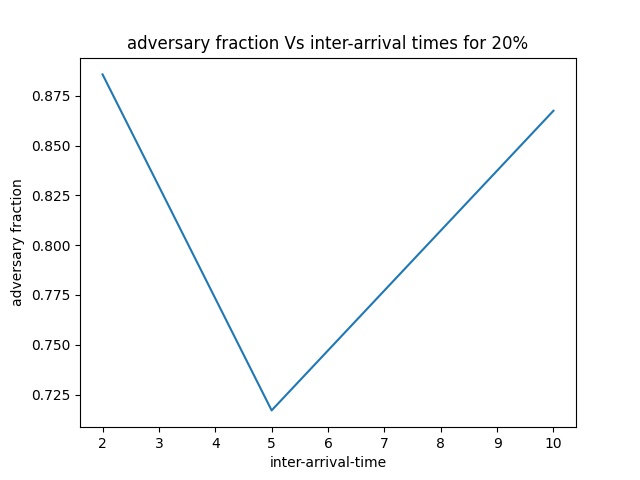 adversary fraction Vs inter-arrival times for 20%
0.875
0.850
0.825
0.800
0.775
0.750
0.725
adversary fraction
2 3 4 5 6 7 8 9 10
inter-arrival-time